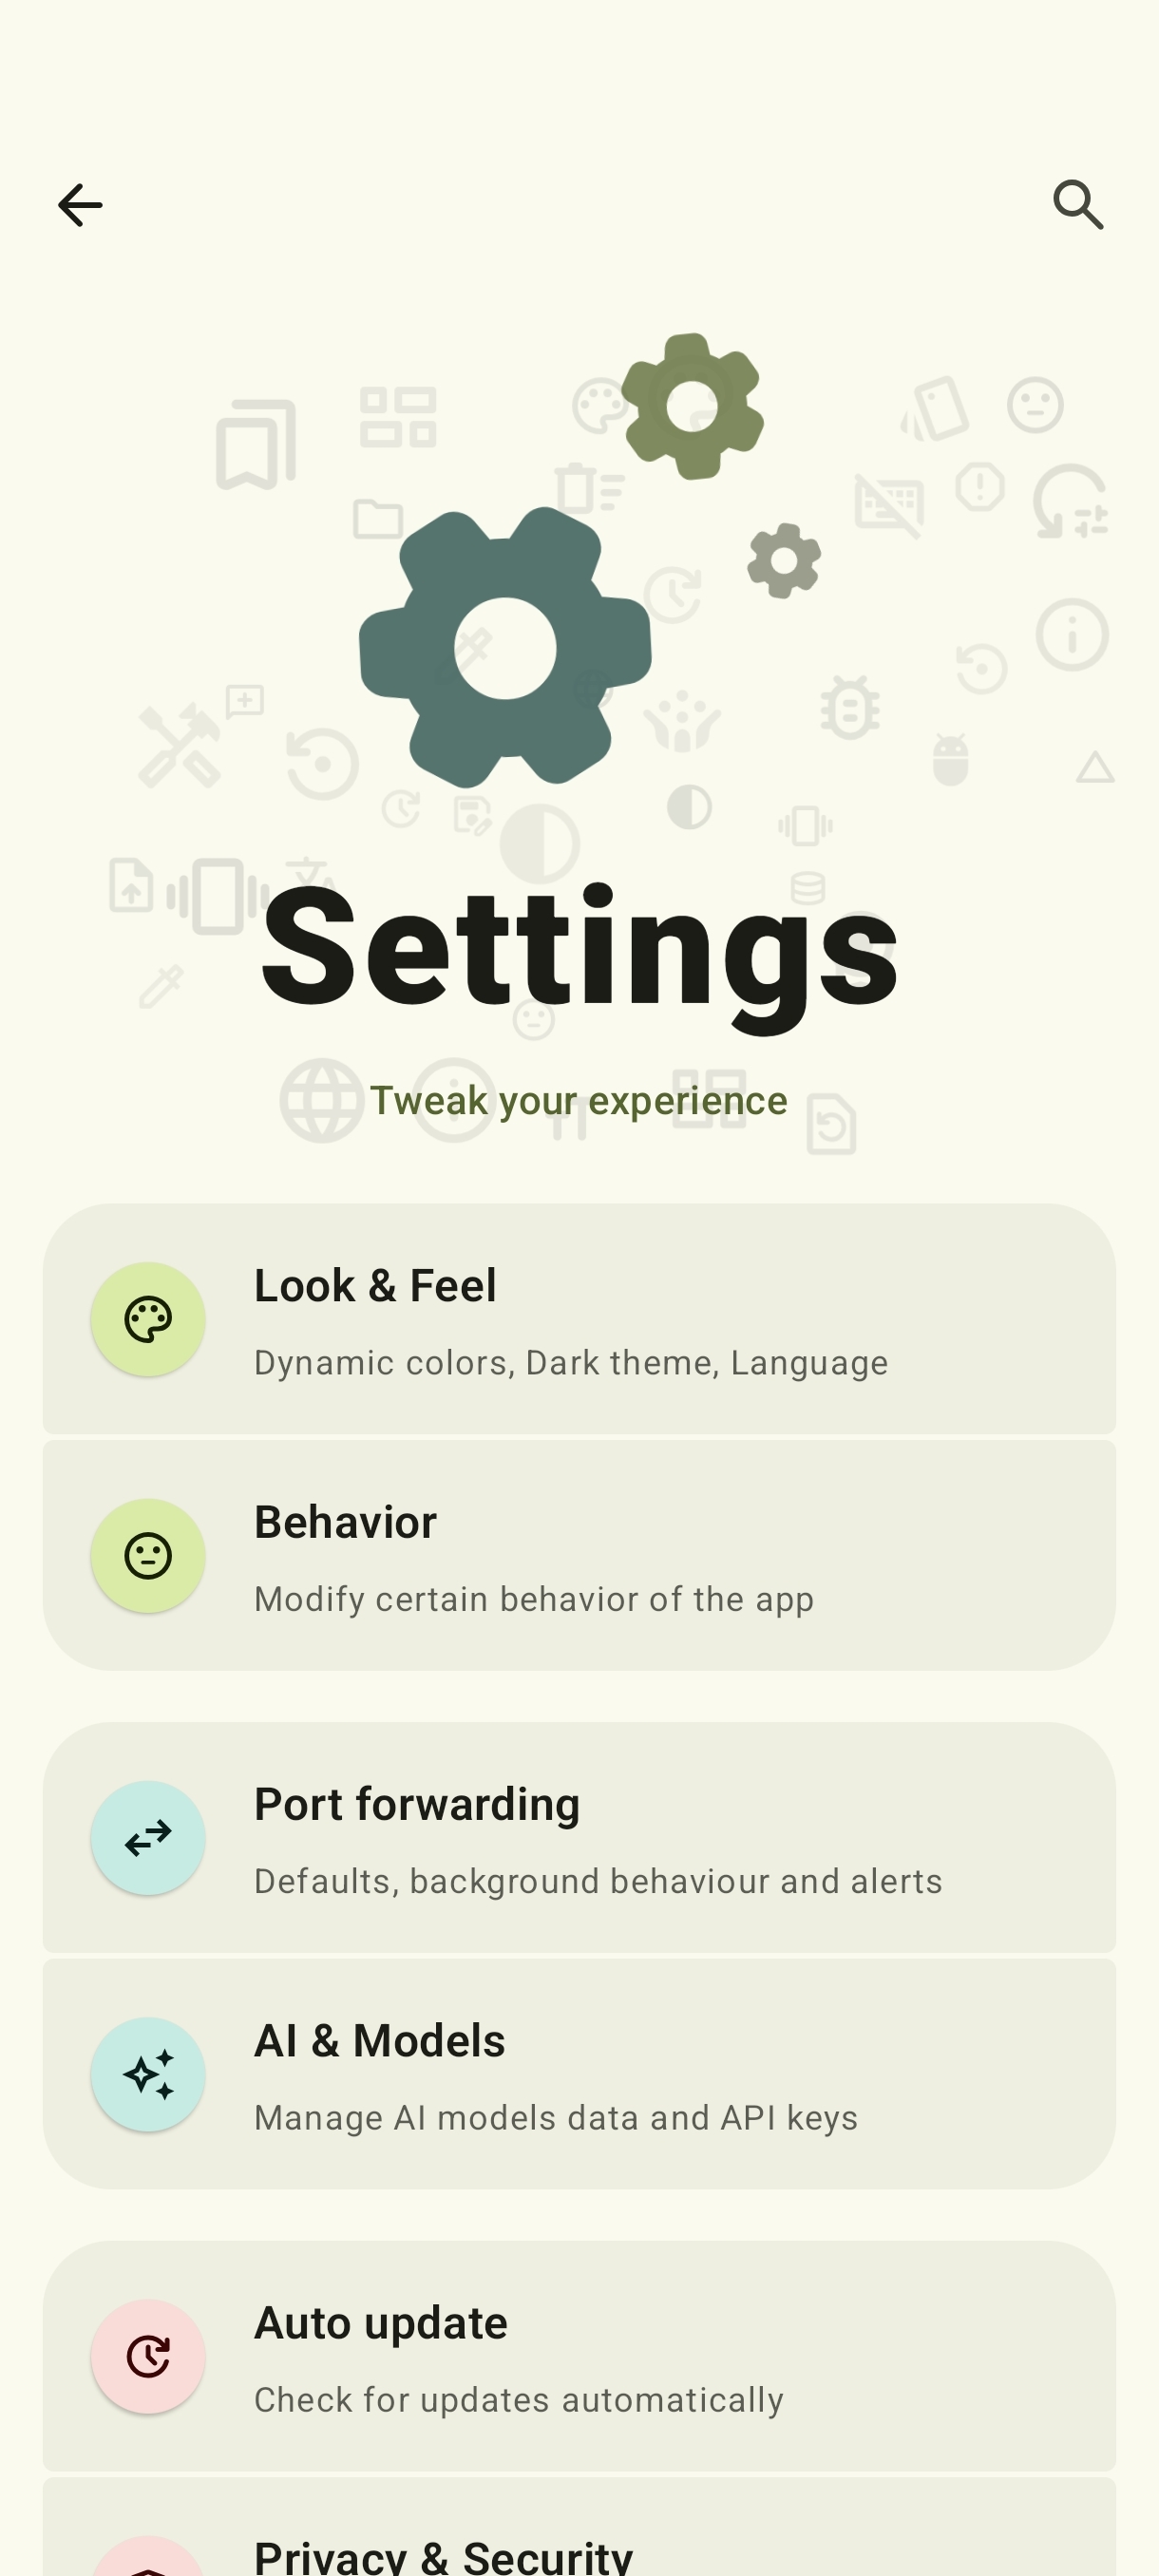 Settings
Tweak your experience
Look & Feel
Dynamic colors, Dark theme, Language
Behavior
Modify certain behavior of the app
Port forwarding
Defaults, background behaviour and alerts
AI & Models
Manage AI models data and API keys
Auto update
Check for updates automatically
Privacy & Security